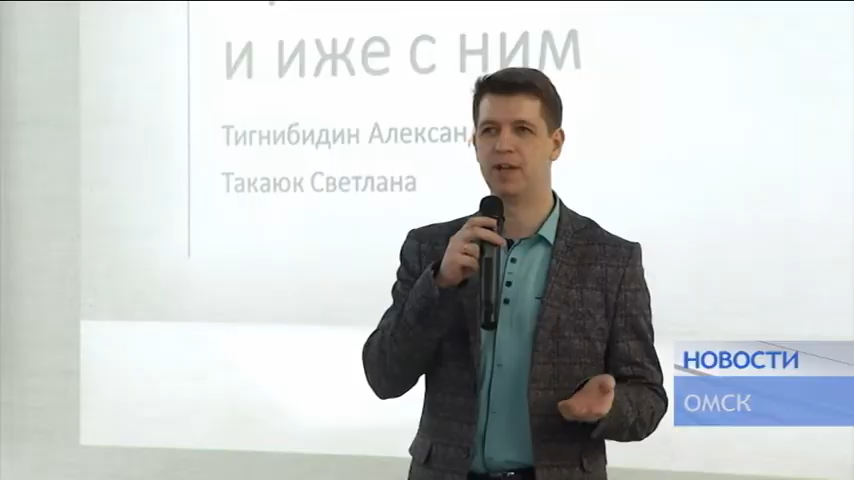 и иже с ним
Тигнибидин Алексан
Такаюк Светлана
НОВОСТИ
ОМСК